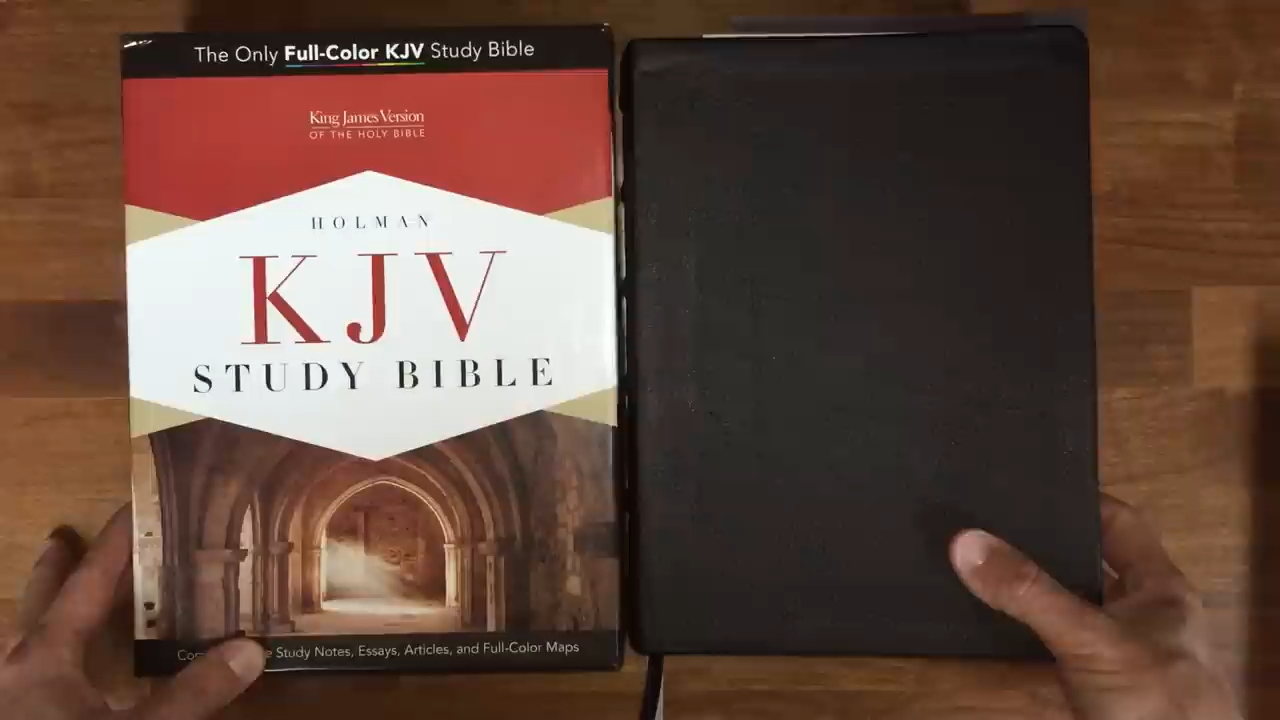 The Only Full-Color KJV Study Bible
King James Version
OF THE HOLY BIBLE
HOLMAN
KJV
STUDY BIBLE
Study Notes, Essays, Articles, and Full-Color Maps